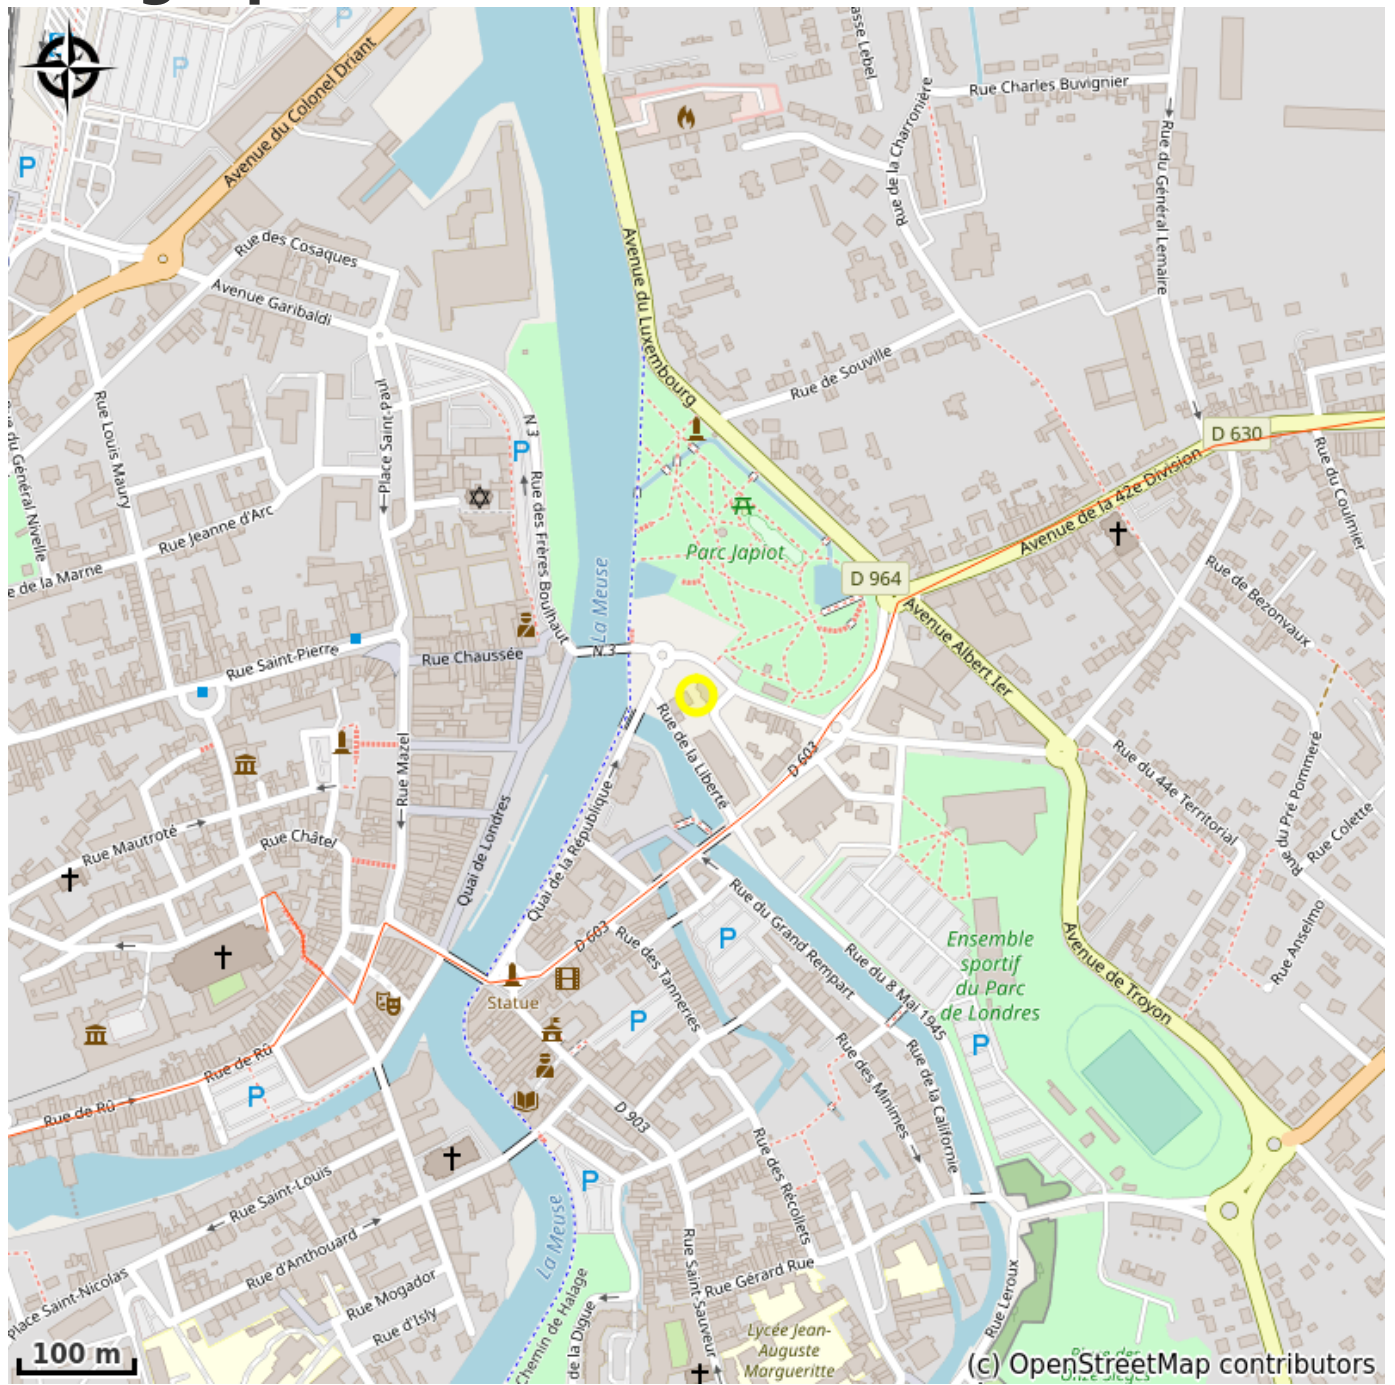 P
P
Avenue du Colonel Driant
asse Lebel
Rue Charles Buvignier
P
Rue de la Charronière
Rue du Général Lemaire
Rue des Cosaques
Avenue du Luxembourg
Avenue Garibaldi
Rue de Souville
Place Saint-Paul
Rue Louis Maury
N 3
P
D 630
Rue du Général Nivelle
Rue du Coulmier
Avenue de la 42e Division
Rue Jeanne d'Arc
Rue des Frères Boulhaut
Parc Japiot
e de la Marne
La Meuse
D 964
Rue de Bezonvaux
Avenue Albert Ier
Rue Saint-Pierre
Rue Chaussée
N 3
Rue de la Liberté
Rue Mazel
D 603
Rue du 44e Territorial
Rue du Pré Pommeré
Rue Colette
Quai de Londres
Quai de la République
Rue Mautroté
Rue Châtel
Rue du Grand Rempart
P
D 603
Rue des Tanneries
Rue du 8 Mai 1945
Ensemble
sportif
du Parc
de Londres
Rue Anselmo
Avenue de Troyon
Statue
P
P
Rue des Minimes
Rue de la Californie
Rue de Rû
P
Rue de Rû
D 903
Rue des Récollets
P
Rue Saint-Louis
La Meuse
Rue d'Anthouard
Rue Saint-Sauveur
Rue Gérard Rue
Rue Leroux
Place Saint-Nicolas
Rue Mogador
Rue d'Isly
Chemin de Halage
de la Digue
Lycée Jean-
Auguste
Margueritte
100 m
(c) OpenStreetMap contributors